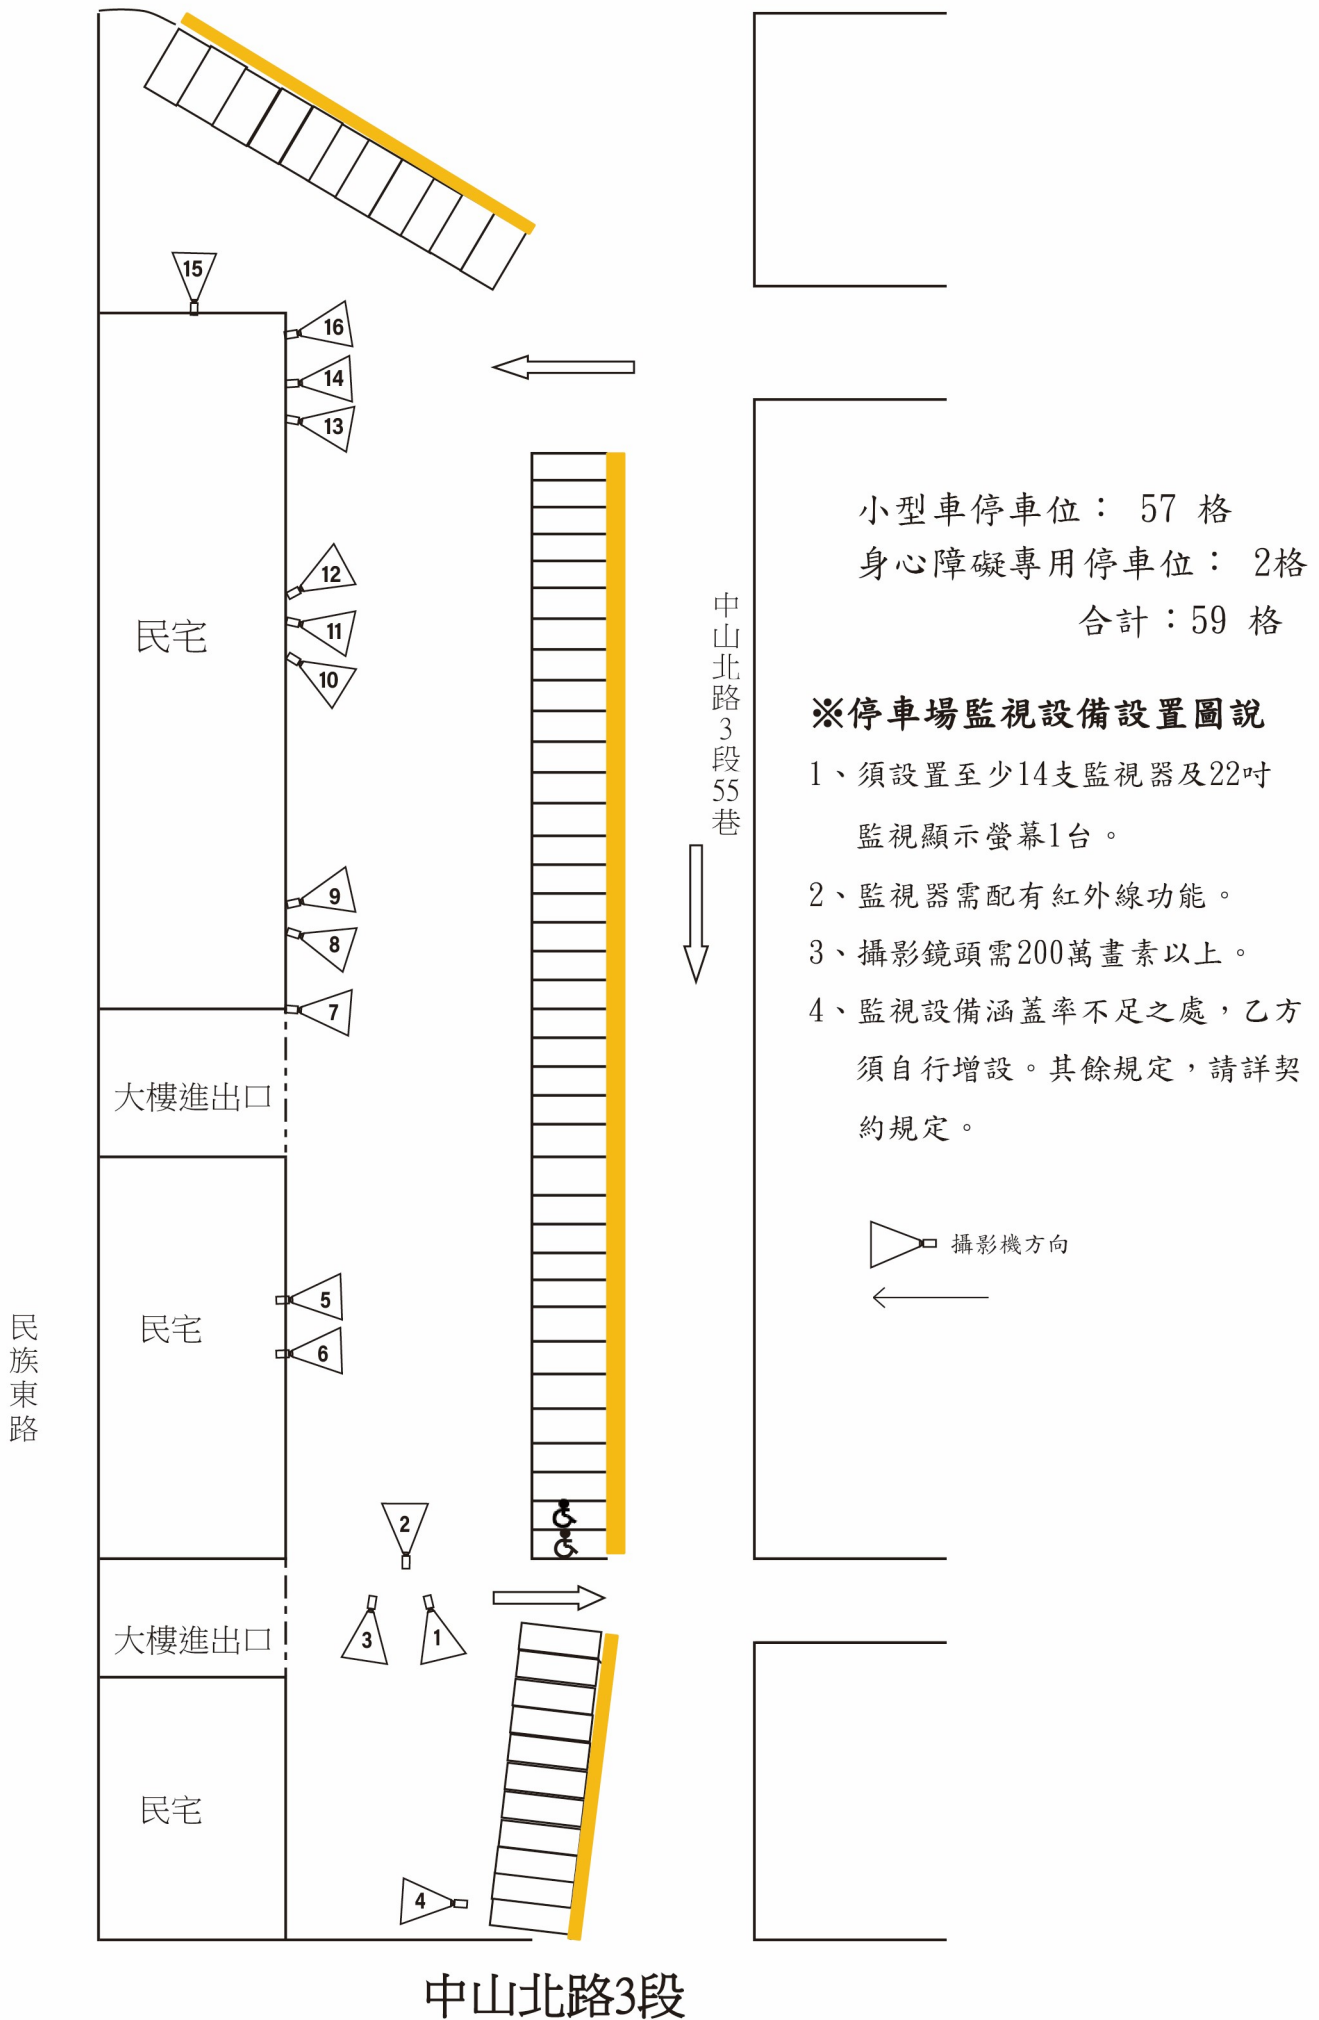 15
16
14
13
小型車停車位： 57 格
身心障礙專用停車位： 2格
合計：59 格
12
11
10
民宅
中山北路3段55巷
※停車場監視設備設置圖說
1、須設置至少14支監視器及22吋
監視顯示螢幕1台。
2、監視器需配有紅外線功能。
3、攝影鏡頭需200萬畫素以上。
4、監視設備涵蓋率不足之處，乙方
須自行增設。其餘規定，請詳契
約規定。
9
8
7
大樓進出口
攝影機方向
5
6
民宅
民族東路
2
3
1
大樓進出口
民宅
4
中山北路3段